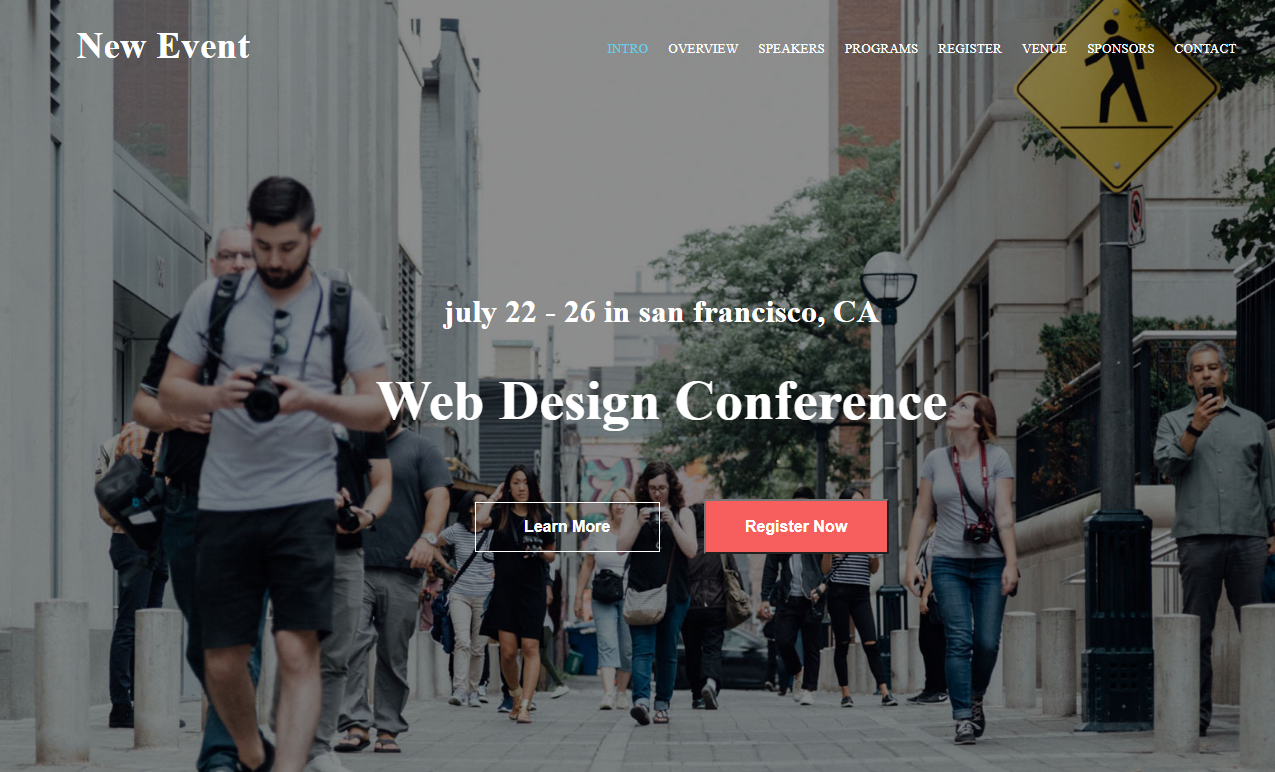 New Event
INTRO OVERVIEW SPEAKERS PROGRAMS REGISTER VENUE SPONSORS CONTACT
july 22 - 26 in san francisco, CA
Web Design Conference
Learn More Register Now